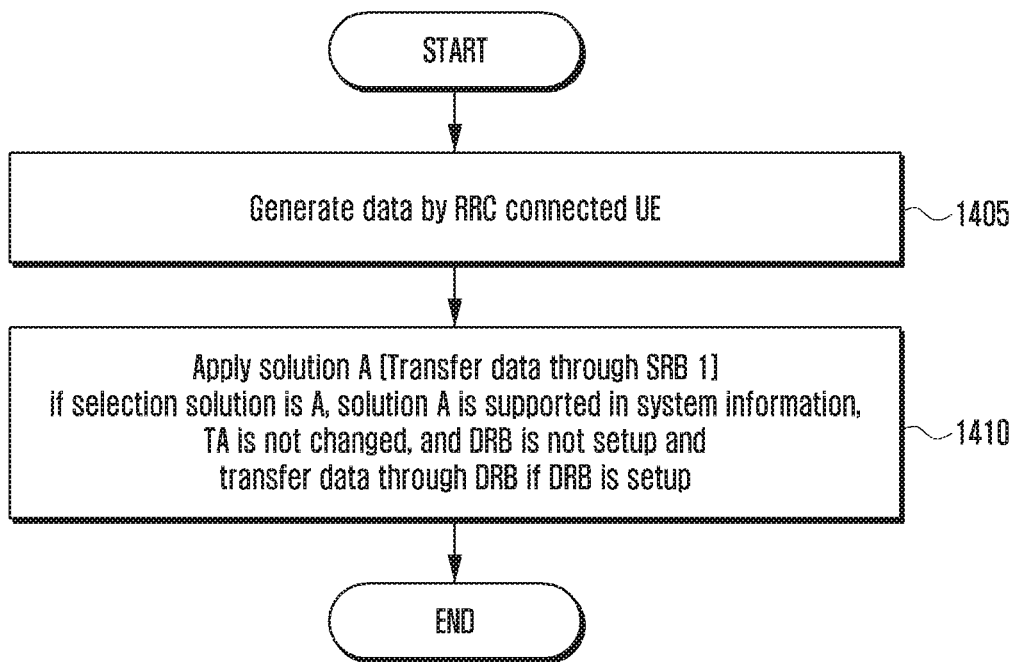 START
Generate data by RRC connected UE
1405
Apply solution A [Transfer data through SRB 1]
if selection solution is A, solution A is supported in system information,
TA is not changed, and DRB is not setup and
transfer data through DRB if DRB is setup
1410
END